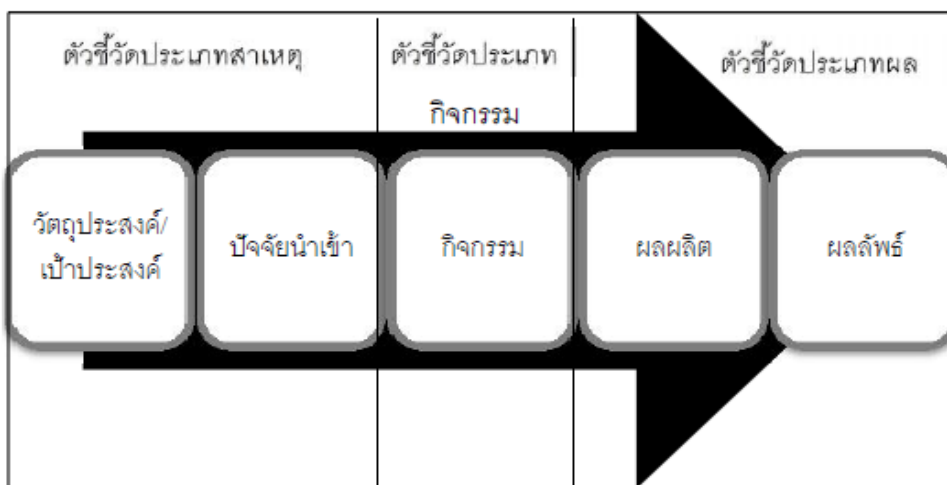 ตัวชี้วัดประเภทสาเหตุ
ตัวชี้วัดประเภท
กิจกรรม
ตัวชี้วัดประเภทผล
วัตถุประสงค์/
เป้าประสงค์
ปัจจัยนำเข้า
กิจกรรม
ผลผลิต
ผลลัพธ์